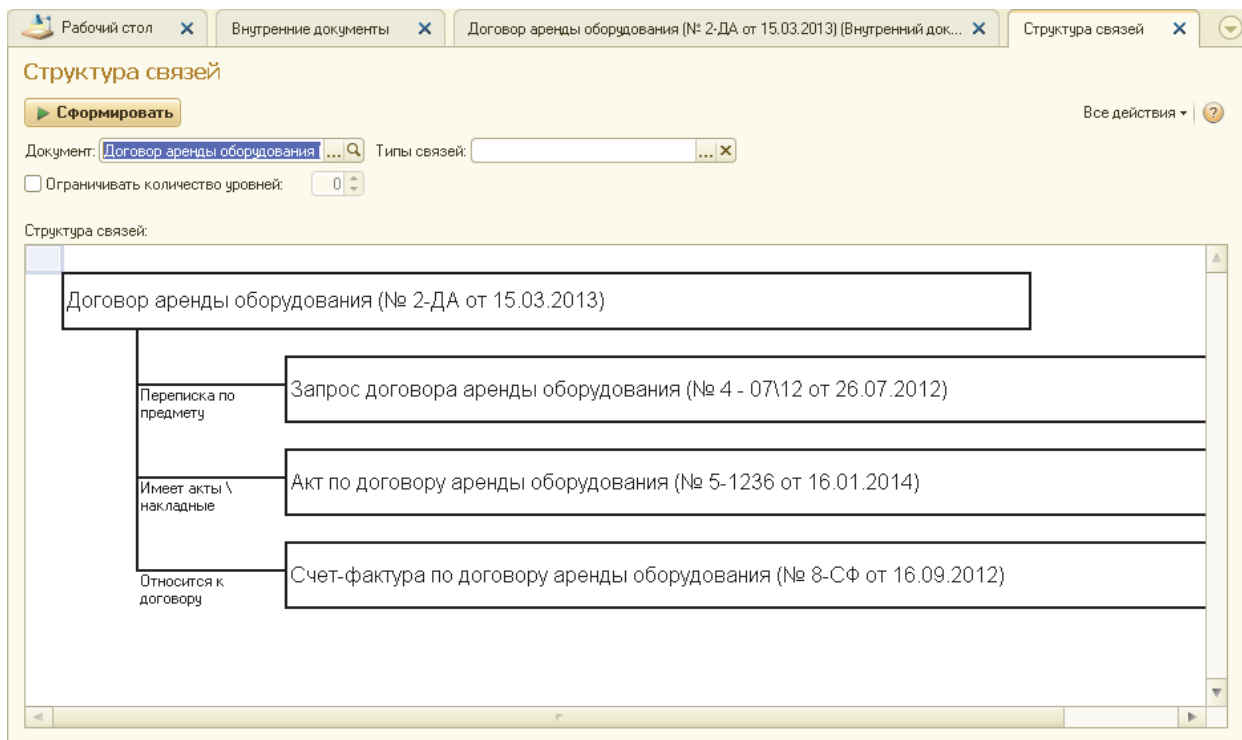 Рабочий стол
Внутренние документы
Договор аренды оборудования (№ 2-ДА от 15.03.2013) (Внутренний док...
Структура связей
Структура связей
Сформировать
Все действия
?
Документ: Договор аренды оборудования ( ...
Типы связей: ...
Ограничивать количество уровней: 0
Структура связей:
Договор аренды оборудования (№ 2-ДА от 15.03.2013)
Переписка по
предмету
Запрос договора аренды оборудования (№ 4 - 07\12 от 26.07.2012)
Имеет акты \
накладные
Акт по договору аренды оборудования (№ 5-1236 от 16.01.2014)
Относится к
договору
Счет-фактура по договору аренды оборудования (№ 8-СФ от 16.09.2012)